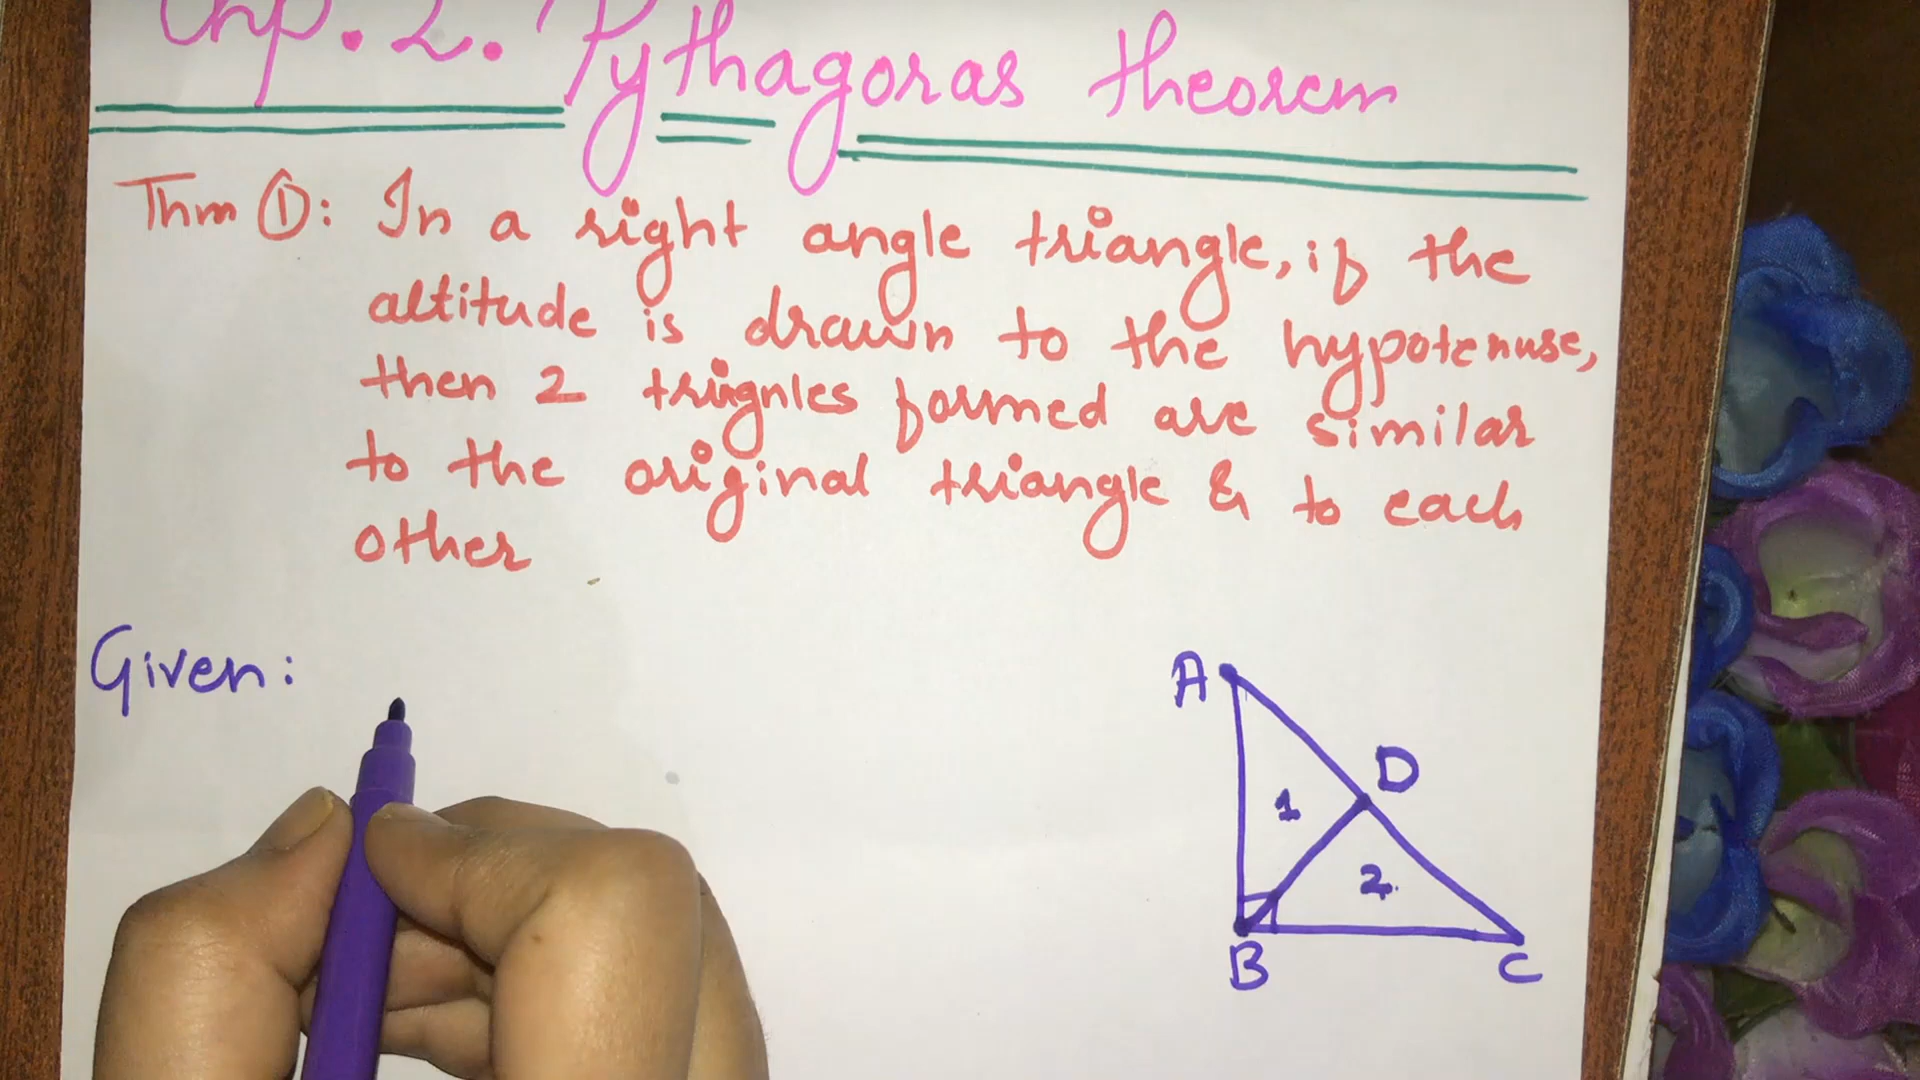 Chp. 2. Pythagoras theorem
Thm ①: In a right angle triangle, if the
altitude is drawn to the hypotenuse,
then 2 triagnles formed are similar
to the original triangle & to each
other
Given:
A
D
1
2.
B
C